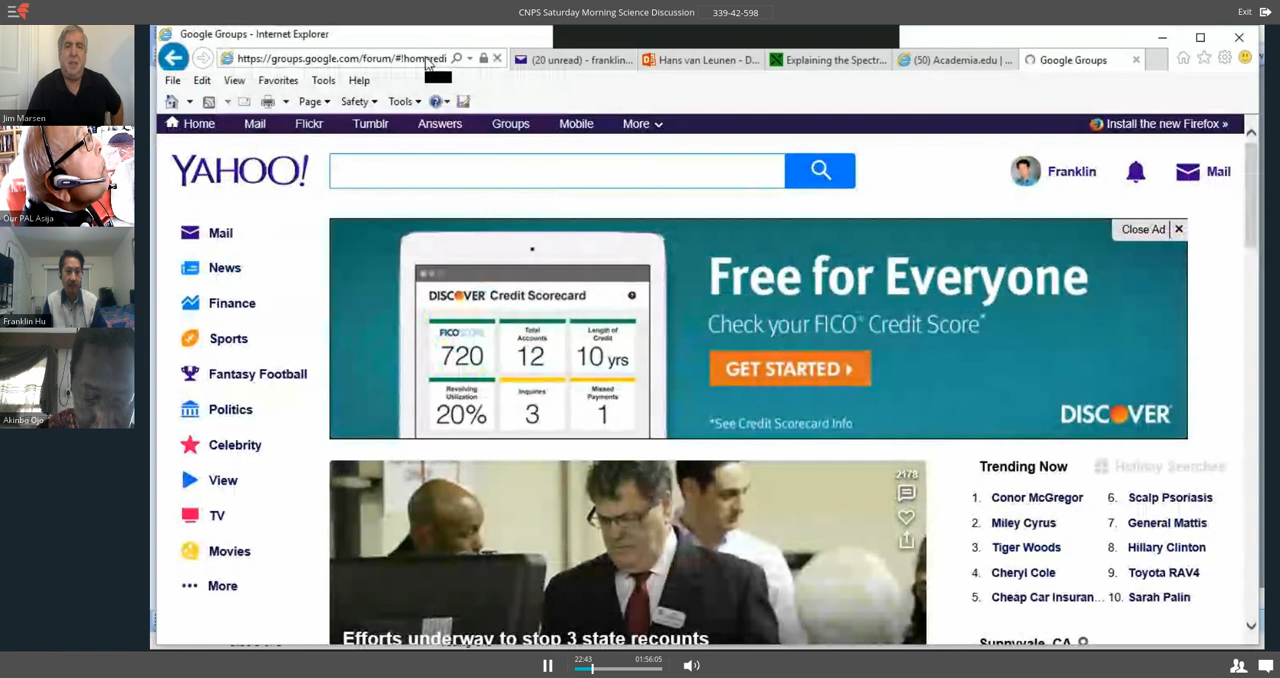 CNPS Saturday Morning Science Discussion 339-42-598 Exit
Jim Marsen
Our PAL Asija
Franklin Hu
Akinbo Ojo
Google Groups - Internet Explorer
https://groups.google.com/forum/#!home
(20 unread) - franklin...
Hans van Leunen - D...
Explaining the Spectr...
(50) Academia.edu | ...
Google Groups
File Edit View Favorites Tools Help
Page Safety Tools
Home Mail Flickr Tumblr Answers Groups Mobile More Install the new Firefox »
YAHOO! Franklin Mail
Mail
News
Finance
Sports
Fantasy Football
Politics
Celebrity
View
TV
Movies
More
Close Ad
DISCOVER Credit Scorecard
FICO SCORE Total Accounts Length of Credit
720 12 10 yrs
Revolving Utilization Inquiries Missed Payments
20% 3 1
Free for Everyone
Check your FICO® Credit Score*
GET STARTED
*See Credit Scorecard Info
DISCOVER
2178
Efforts underway to stop 3 state recounts
Trending Now Holiday Searches
1. Conor McGregor
2. Miley Cyrus
3. Tiger Woods
4. Cheryl Cole
5. Cheap Car Insuran...
6. Scalp Psoriasis
7. General Mattis
8. Hillary Clinton
9. Toyota RAV4
10. Sarah Palin
Sunnyvale, CA
22:43 01:56:05